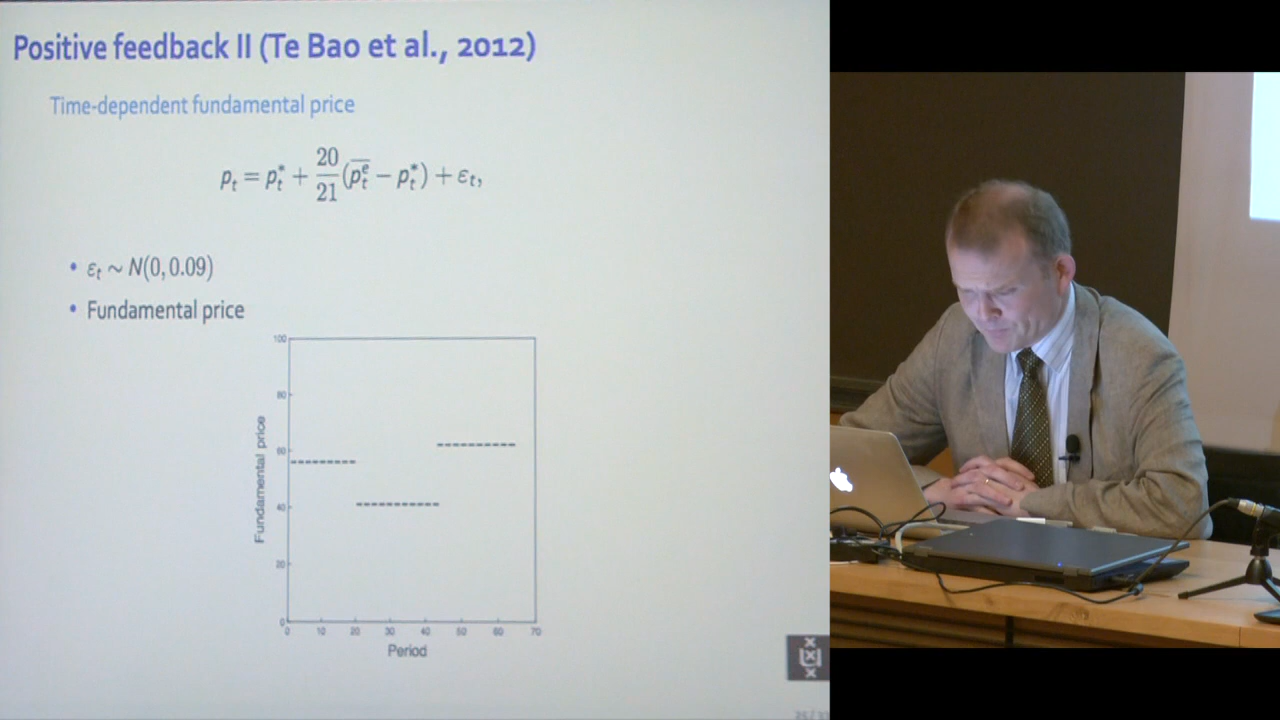 Positive feedback II (Te Bao et al., 2012)
Time-dependent fundamental price
p_t = p_t^* + \frac{20}{21}(\overline{p_t^e} − p_t^*) + ε_t,
• ε_t ∼ N(0, 0.09)
• Fundamental price
100
80
60
40
20
0
Fundamental price
0 10 20 30 40 50 60 70
Period